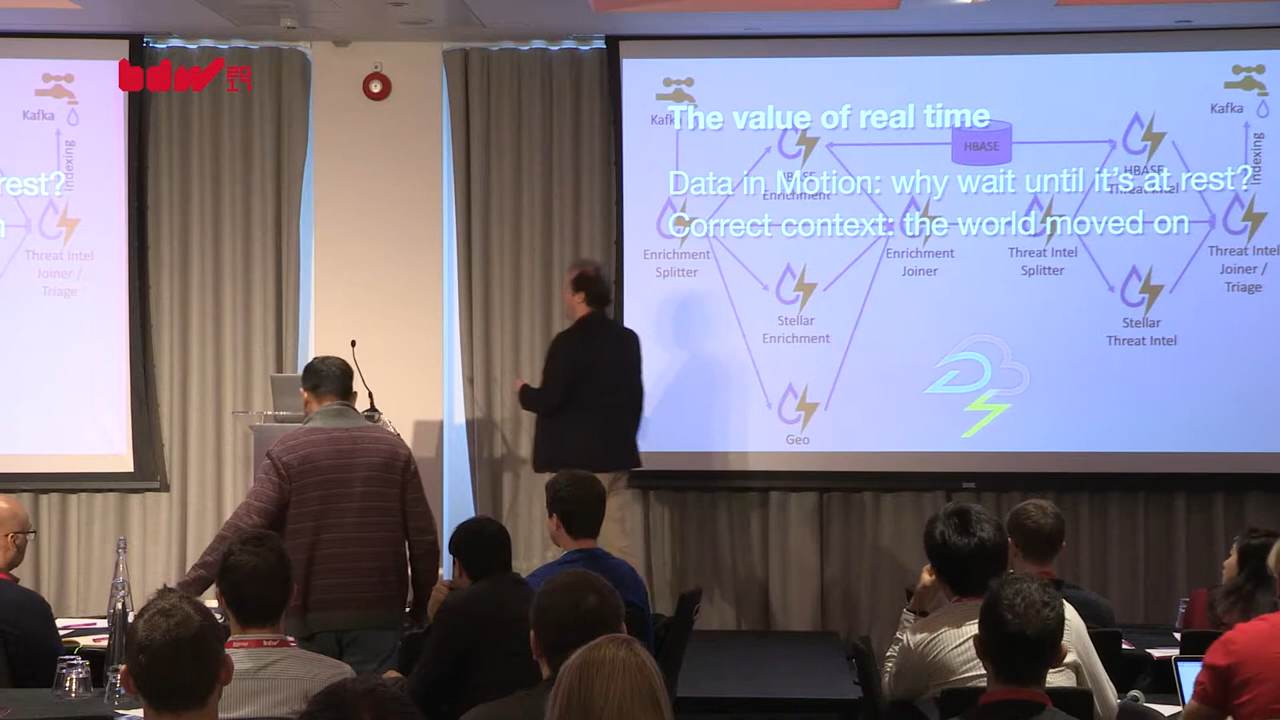 bdw 2017
Kafka
Indexing
rest?
Threat Intel
Joiner /
Triage
The value of real time
Data in Motion: why wait until it's at rest?
Correct context: the world moved on
Kafka
HBASE
HBASE
Enrichment
HBASE
Threat Intel
Kafka
Indexing
Enrichment
Splitter
Enrichment
Joiner
Threat Intel
Splitter
Threat Intel
Joiner /
Triage
Stellar
Enrichment
Stellar
Threat Intel
Geo